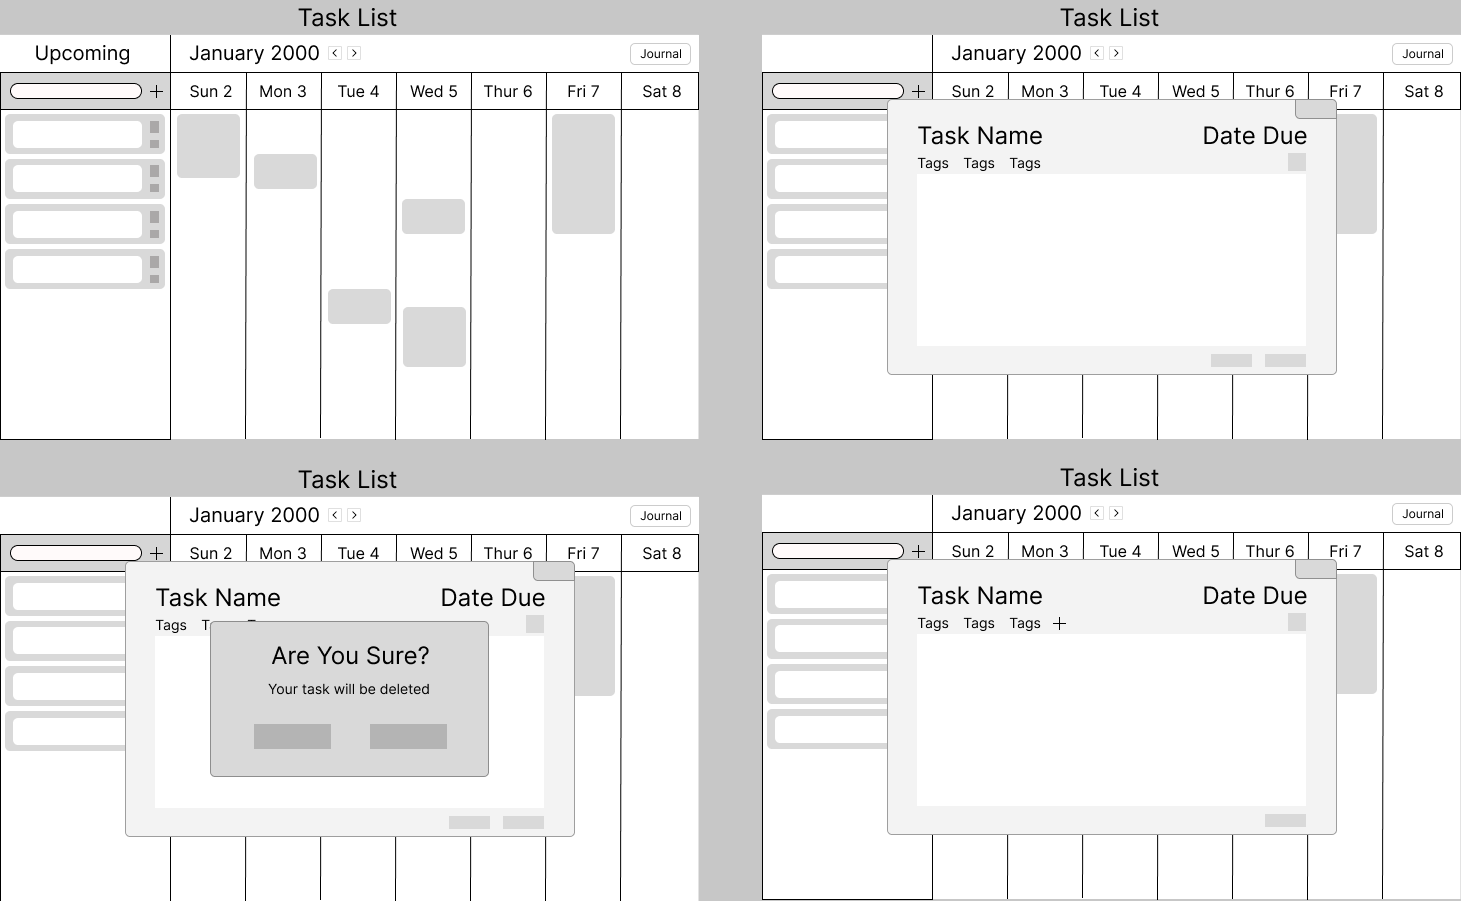 Task List
Upcoming
January 2000 < >
Journal
Sun 2 Mon 3 Tue 4 Wed 5 Thur 6 Fri 7 Sat 8
Task List
January 2000 < >
Journal
Sun 2 Mon 3 Tue 4 Wed 5 Thur 6 Fri 7 Sat 8
Task Name
Date Due
Tags Tags Tags
Task List
January 2000 < >
Journal
Sun 2 Mon 3 Tue 4 Wed 5 Thur 6 Fri 7 Sat 8
Task Name
Date Due
Tags
Are You Sure?
Your task will be deleted
Task List
January 2000 < >
Journal
Sun 2 Mon 3 Tue 4 Wed 5 Thur 6 Fri 7 Sat 8
Task Name
Date Due
Tags Tags Tags +